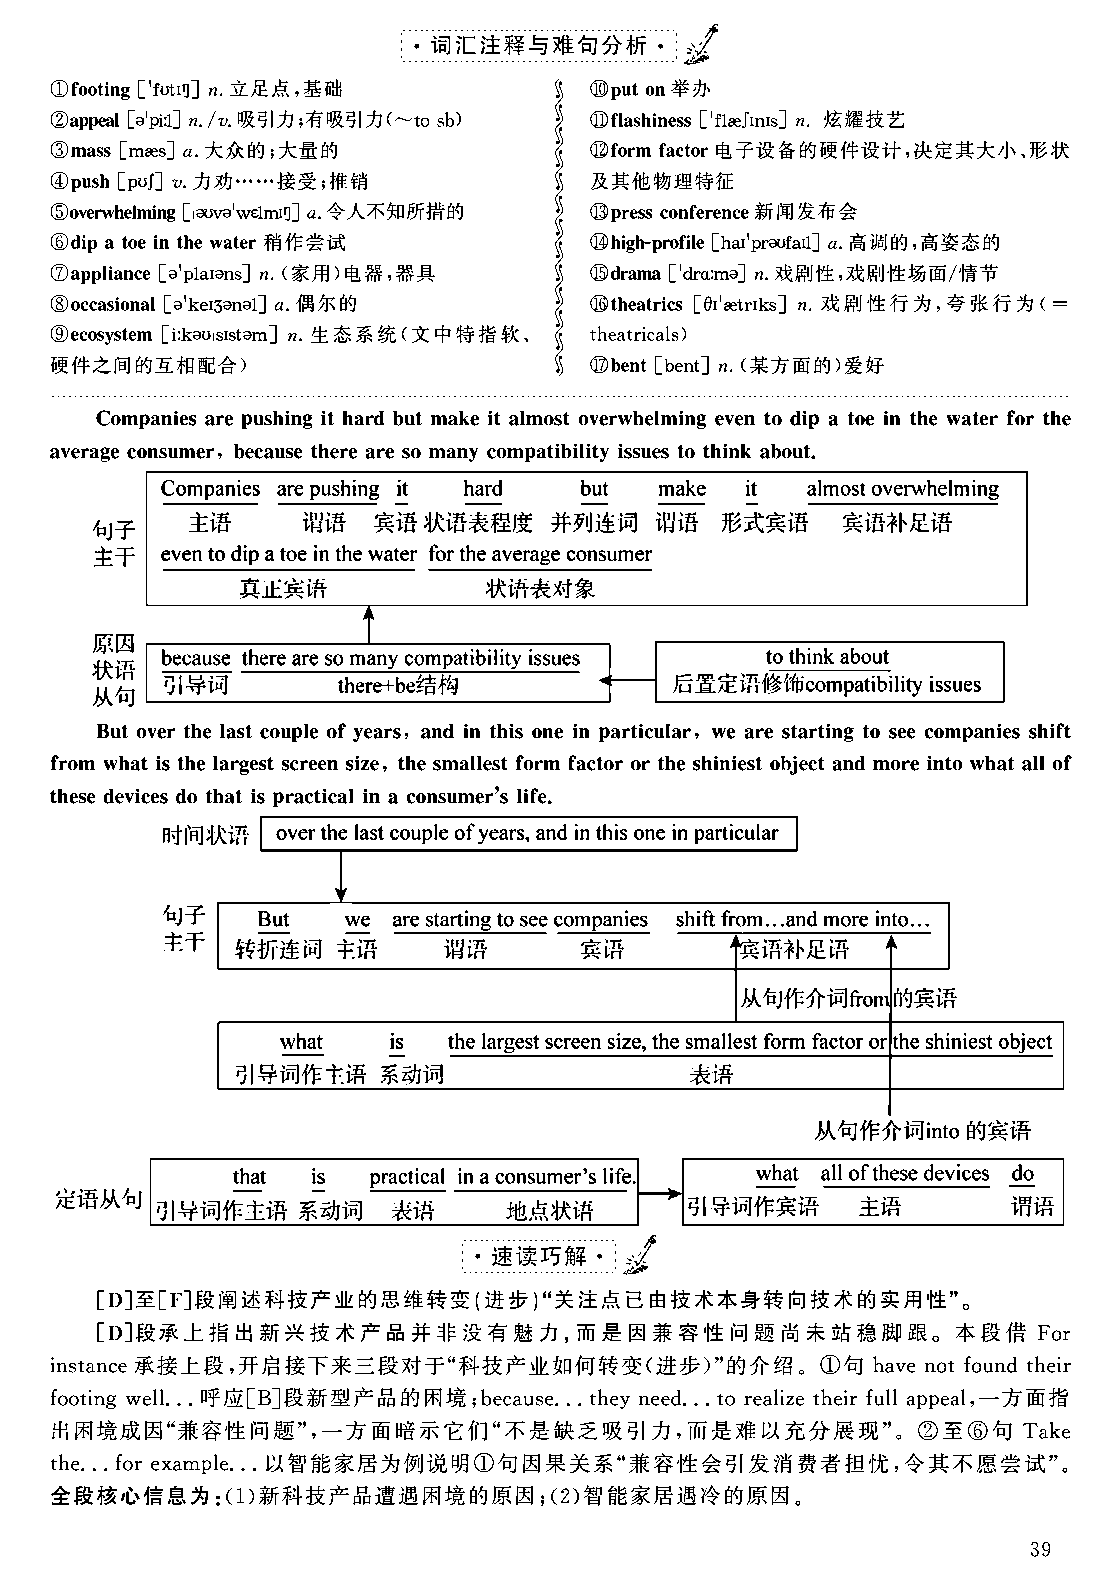 ·词汇注释与难句分析·
①footing [ˈfʊtɪŋ] n. 立足点,基础
②appeal [əˈpiːl] n./v. 吸引力;有吸引力(~to sb)
③mass [mæs] a. 大众的;大量的
④push [pʊʃ] v. 力劝……接受;推销
⑤overwhelming [ˌəʊvəˈwelmɪŋ] a. 令人不知所措的
⑥dip a toe in the water 稍作尝试
⑦appliance [əˈplaɪəns] n. (家用)电器,器具
⑧occasional [əˈkeɪʒənəl] a. 偶尔的
⑨ecosystem [iːkəʊˌsɪstəm] n. 生态系统(文中特指软、
硬件之间的互相配合)
⑩put on 举办
⑪flashiness [ˈflæʃɪnɪs] n. 炫耀技艺
⑫form factor 电子设备的硬件设计,决定其大小、形状
及其他物理特征
⑬press conference 新闻发布会
⑭high-profile [haɪˈprəʊfaɪl] a. 高调的,高姿态的
⑮drama [ˈdrɑːmə] n. 戏剧性,戏剧性场面/情节
⑯theatrics [θɪˈætrɪks] n. 戏剧性行为,夸张行为(=
theatricals)
⑰bent [bent] n. (某方面的)爱好
Companies are pushing it hard but make it almost overwhelming even to dip a toe in the water for the
average consumer, because there are so many compatibility issues to think about.
句子
主干
Companies are pushing it hard but make it almost overwhelming
主语 谓语 宾语 状语表程度 并列连词 谓语 形式宾语 宾语补足语
even to dip a toe in the water for the average consumer
真正宾语 状语表对象
原因
状语
从句
because there are so many compatibility issues
引导词 there+be结构
to think about
后置定语修饰compatibility issues
But over the last couple of years, and in this one in particular, we are starting to see companies shift
from what is the largest screen size, the smallest form factor or the shiniest object and more into what all of
these devices do that is practical in a consumer's life.
时间状语 over the last couple of years, and in this one in particular
句子
主干
But we are starting to see companies shift from…and more into…
转折连词 主语 谓语 宾语 宾语补足语
从句作介词from的宾语
what is the largest screen size, the smallest form factor or the shiniest object
引导词作主语 系动词 表语
从句作介词into 的宾语
定语从句
that is practical in a consumer's life.
引导词作主语 系动词 表语 地点状语
what all of these devices do
引导词作宾语 主语 谓语
·速读巧解·
[D]至[F]段阐述科技产业的思维转变(进步)“关注点已由技术本身转向技术的实用性”。
[D]段承上指出新兴技术产品并非没有魅力,而是因兼容性问题尚未站稳脚跟。本段借 For
instance 承接上段,开启接下来三段对于“科技产业如何转变(进步)”的介绍。①句 have not found their
footing well... 呼应[B]段新型产品的困境;because... they need... to realize their full appeal,一方面指
出困境成因“兼容性问题”,一方面暗示它们“不是缺乏吸引力,而是难以充分展现”。②至⑥句 Take
the... for example... 以智能家居为例说明①句因果关系“兼容性会引发消费者担忧,令其不愿尝试”。
全段核心信息为:(1)新科技产品遭遇困境的原因;(2)智能家居遇冷的原因。
39